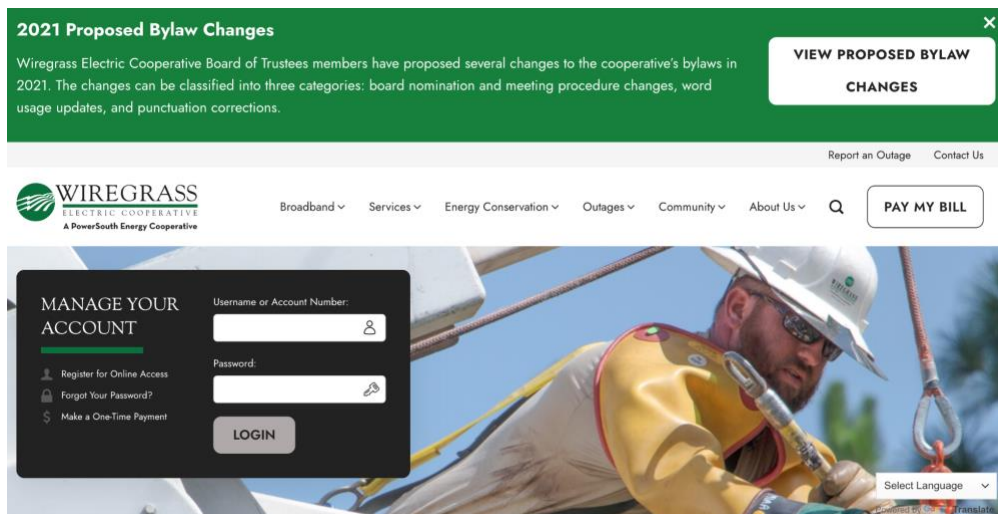 2021 Proposed Bylaw Changes
Wiregrass Electric Cooperative Board of Trustees members have proposed several changes to the cooperative's bylaws in
2021. The changes can be classified into three categories: board nomination and meeting procedure changes, word
usage updates, and punctuation corrections.
VIEW PROPOSED BYLAW
CHANGES
Report an Outage Contact Us
WIREGRASS
ELECTRIC COOPERATIVE
A PowerSouth Energy Cooperative
Broadband Services Energy Conservation Outages Community About Us
PAY MY BILL
MANAGE YOUR
ACCOUNT
Register for Online Access
Forgot Your Password?
Make a One-Time Payment
Username or Account Number:
Password:
LOGIN
WIREGRASS
Select Language
Powered by Translate